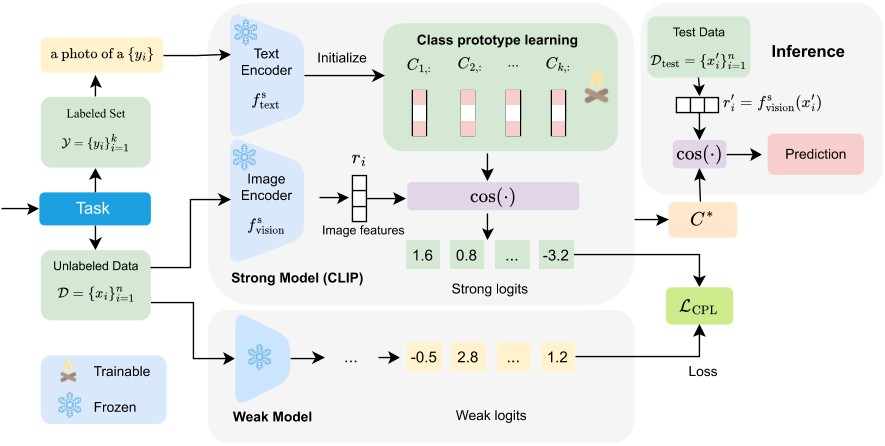 a photo of a {y_i}
Labeled Set
𝒴 = {y_i}_{i=1}^k
Task
Unlabeled Data
𝒟 = {x_i}_{i=1}^n
Trainable
Frozen
Text
Encoder
f_text^s
Initialize
Class prototype learning
C_{1,:} C_{2,:} ... C_{k,:}
Image
Encoder
f_vision^s
r_i
Image features
cos(·)
1.6 0.8 ... -3.2
Strong Model (CLIP)
Strong logits
... -0.5 2.8 ... 1.2
Weak Model
Weak logits
Test Data
𝒟_test = {x'_i}_{i=1}^n
Inference
r'_i = f_vision^s(x'_i)
cos(·)
Prediction
C*
ℒ_CPL
Loss